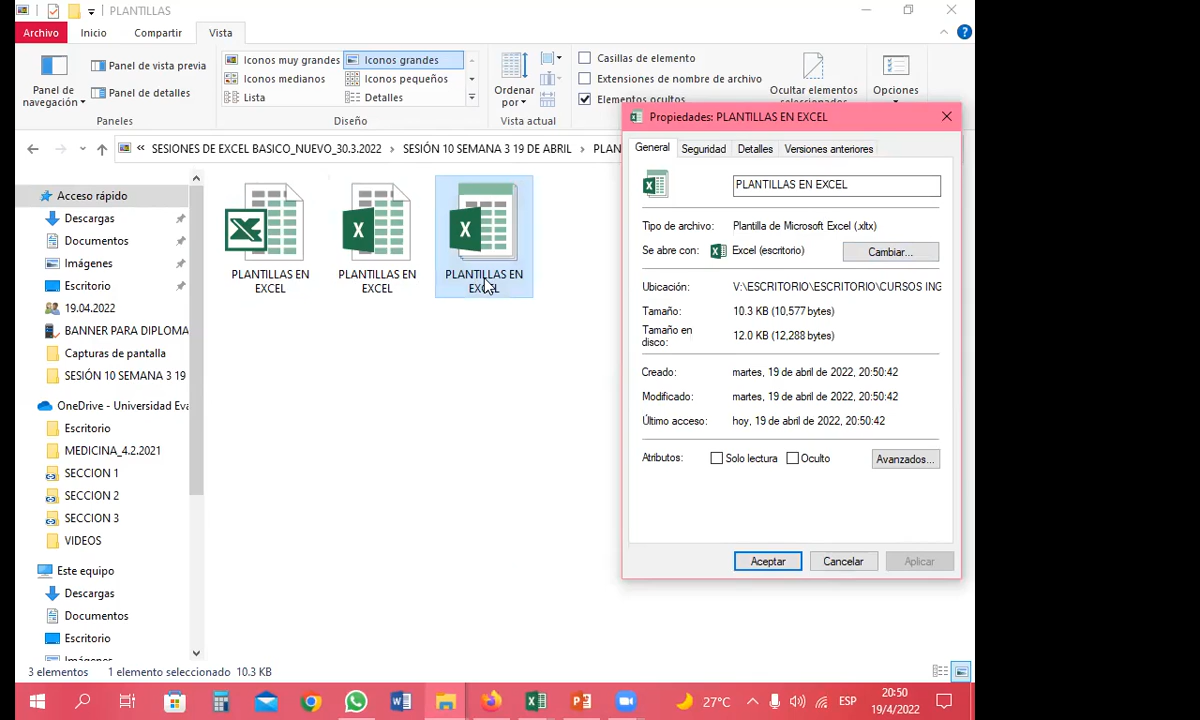 PLANTILLAS
Archivo
Inicio
Compartir
Vista
Panel de navegación
Panel de vista previa
Panel de detalles
Paneles
Iconos muy grandes
Iconos grandes
Iconos medianos
Iconos pequeños
Lista
Detalles
Diseño
Ordenar por
Vista actual
Casillas de elemento
Extensiones de nombre de archivo
Elementos ocultos
Ocultar elementos
seleccionados
Opciones
« SESIONES DE EXCEL BASICO_NUEVO_30.3.2022 › SESIÓN 10 SEMANA 3 19 DE ABRIL › PLAN
Acceso rápido
Descargas
Documentos
Imágenes
Escritorio
19.04.2022
BANNER PARA DIPLOMA
Capturas de pantalla
SESIÓN 10 SEMANA 3 19
OneDrive - Universidad Eva
Escritorio
MEDICINA_4.2.2021
SECCION 1
SECCION 2
SECCION 3
VIDEOS
Este equipo
Descargas
Documentos
Escritorio
Imágenes
PLANTILLAS EN
EXCEL
PLANTILLAS EN
EXCEL
PLANTILLAS EN
EXCEL
Propiedades: PLANTILLAS EN EXCEL
General
Seguridad
Detalles
Versiones anteriores
PLANTILLAS EN EXCEL
Tipo de archivo: Plantilla de Microsoft Excel (.xltx)
Se abre con: Excel (escritorio) Cambiar...
Ubicación: V:\ESCRITORIO\ESCRITORIO\CURSOS ING
Tamaño: 10.3 KB (10,577 bytes)
Tamaño en
disco: 12.0 KB (12,288 bytes)
Creado: martes, 19 de abril de 2022, 20:50:42
Modificado: martes, 19 de abril de 2022, 20:50:42
Último acceso: hoy, 19 de abril de 2022, 20:50:42
Atributos: Solo lectura Oculto Avanzados...
Aceptar
Cancelar
Aplicar
3 elementos
1 elemento seleccionado 10.3 KB
27°C
ESP
20:50
19/4/2022